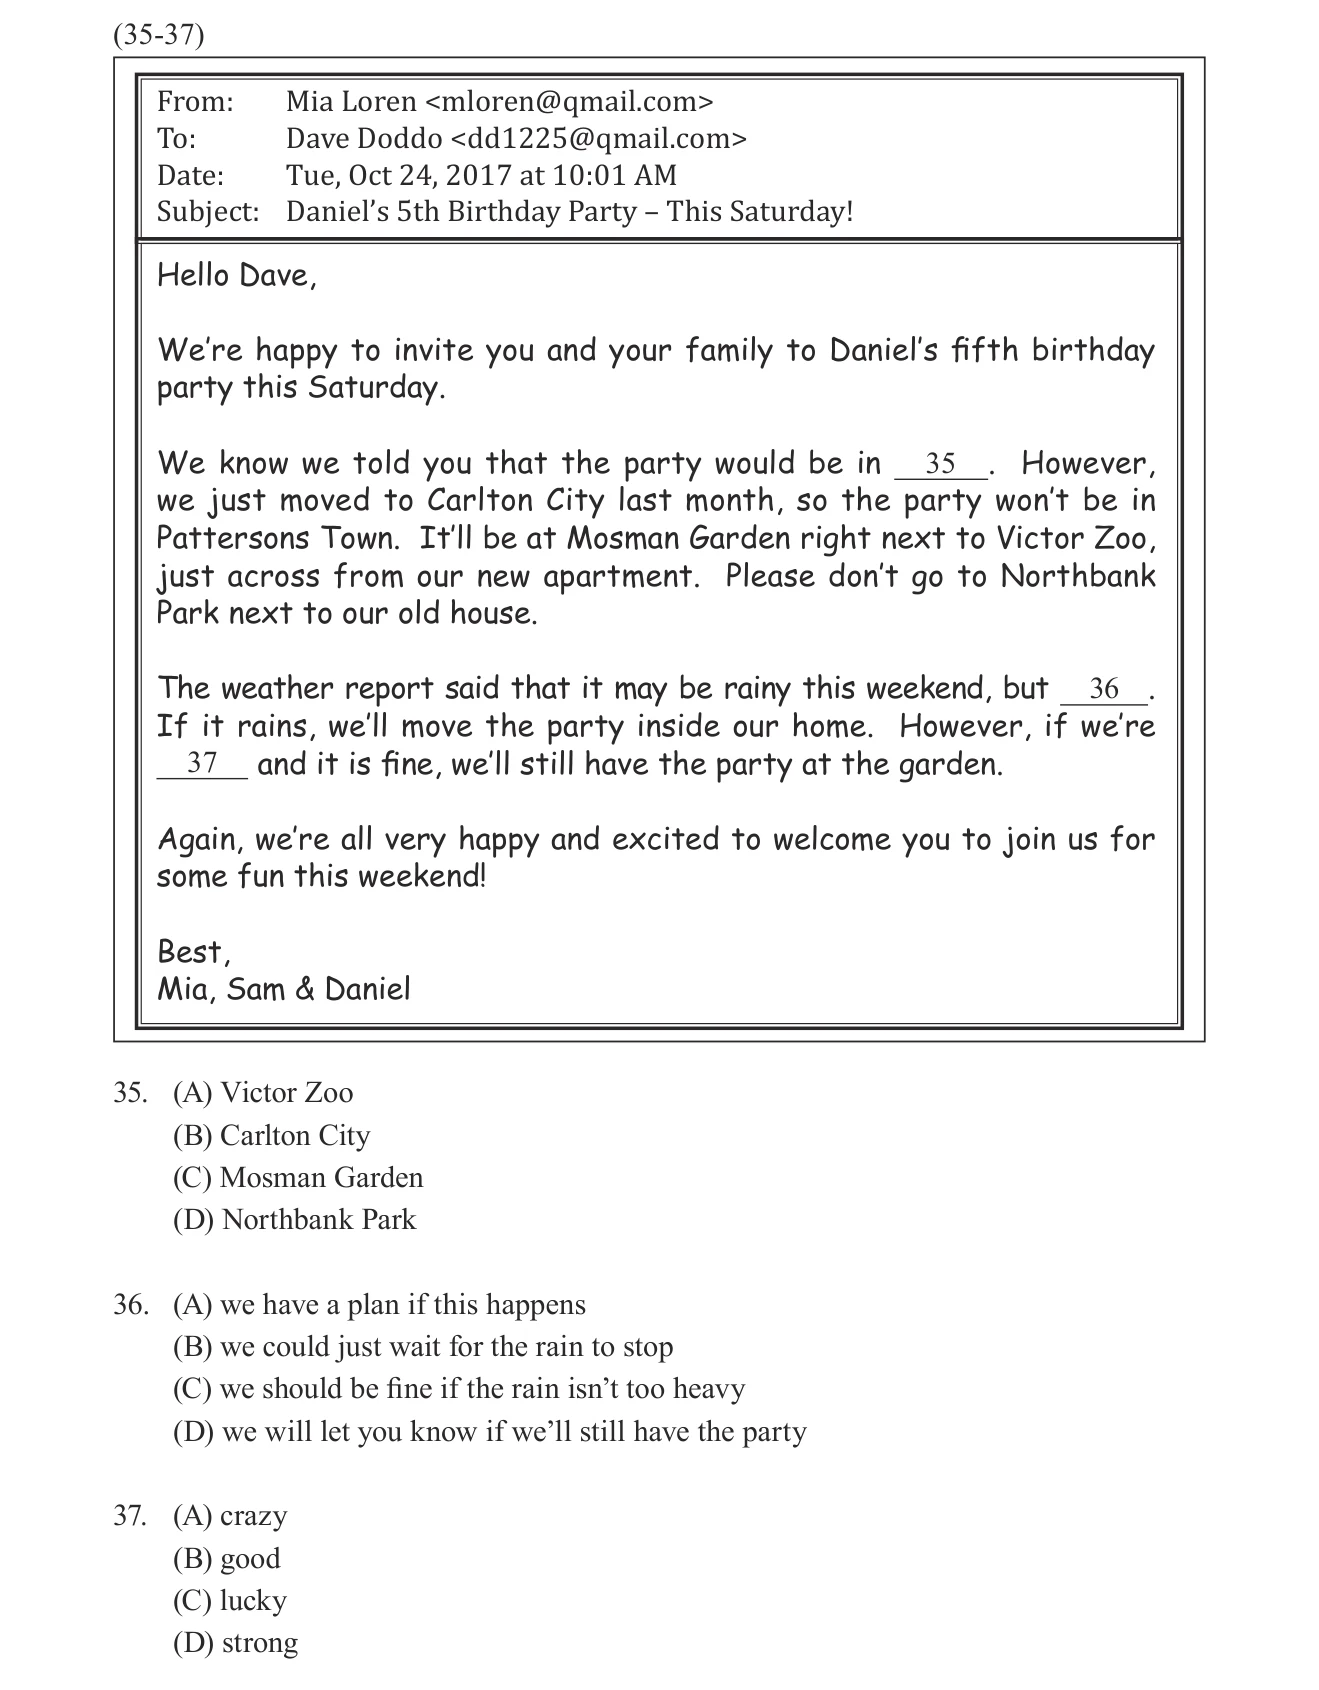 (35-37)
From: Mia Loren <mloren@qmail.com>
To: Dave Doddo <dd1225@qmail.com>
Date: Tue, Oct 24, 2017 at 10:01 AM
Subject: Daniel’s 5th Birthday Party – This Saturday!
Hello Dave,
We’re happy to invite you and your family to Daniel’s fifth birthday
party this Saturday.
We know we told you that the party would be in 35 . However,
we just moved to Carlton City last month, so the party won’t be in
Pattersons Town. It’ll be at Mosman Garden right next to Victor Zoo,
just across from our new apartment. Please don’t go to Northbank
Park next to our old house.
The weather report said that it may be rainy this weekend, but 36 .
If it rains, we’ll move the party inside our home. However, if we’re
37 and it is fine, we’ll still have the party at the garden.
Again, we’re all very happy and excited to welcome you to join us for
some fun this weekend!
Best,
Mia, Sam & Daniel
35. (A) Victor Zoo
(B) Carlton City
(C) Mosman Garden
(D) Northbank Park
36. (A) we have a plan if this happens
(B) we could just wait for the rain to stop
(C) we should be fine if the rain isn’t too heavy
(D) we will let you know if we’ll still have the party
37. (A) crazy
(B) good
(C) lucky
(D) strong